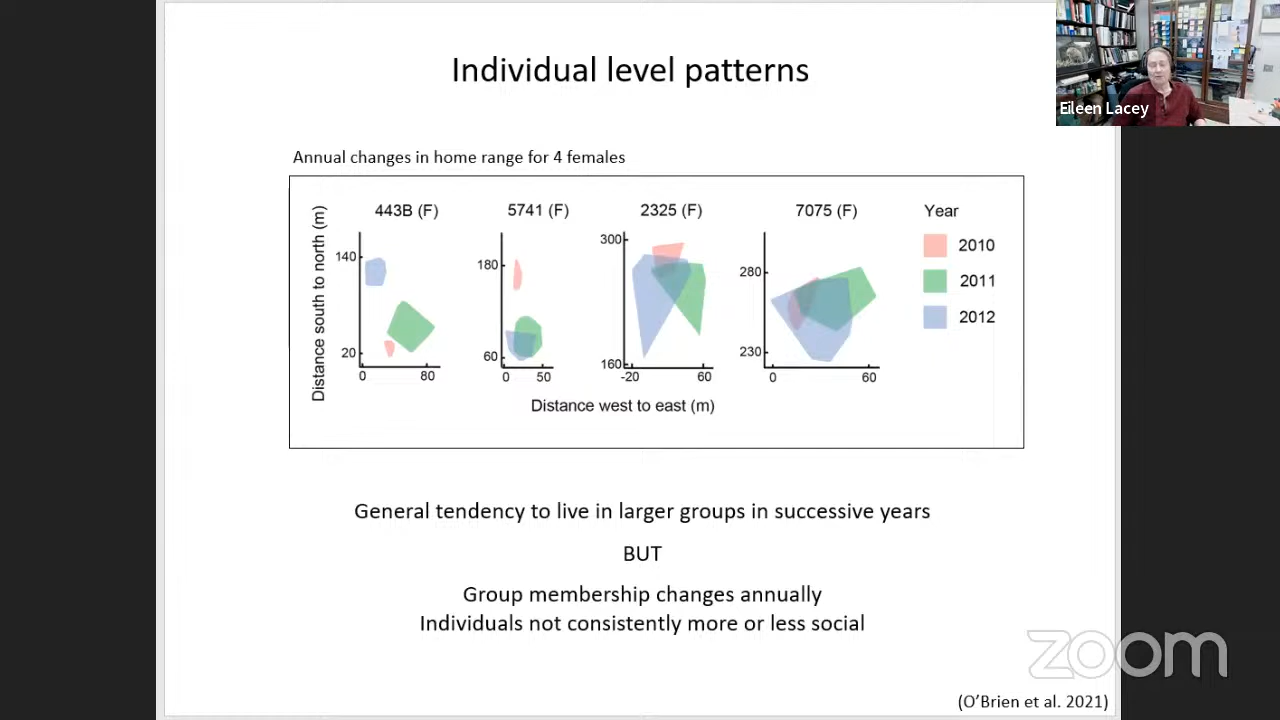 Individual level patterns
Eileen Lacey
Annual changes in home range for 4 females
443B (F) 5741 (F) 2325 (F) 7075 (F) Year
2010
2011
2012
Distance south to north (m)
140
20
0 80
180
60
0 50
300
160
-20 60
280
230
0 60
Distance west to east (m)
General tendency to live in larger groups in successive years
BUT
Group membership changes annually
Individuals not consistently more or less social
zoom
(O'Brien et al. 2021)